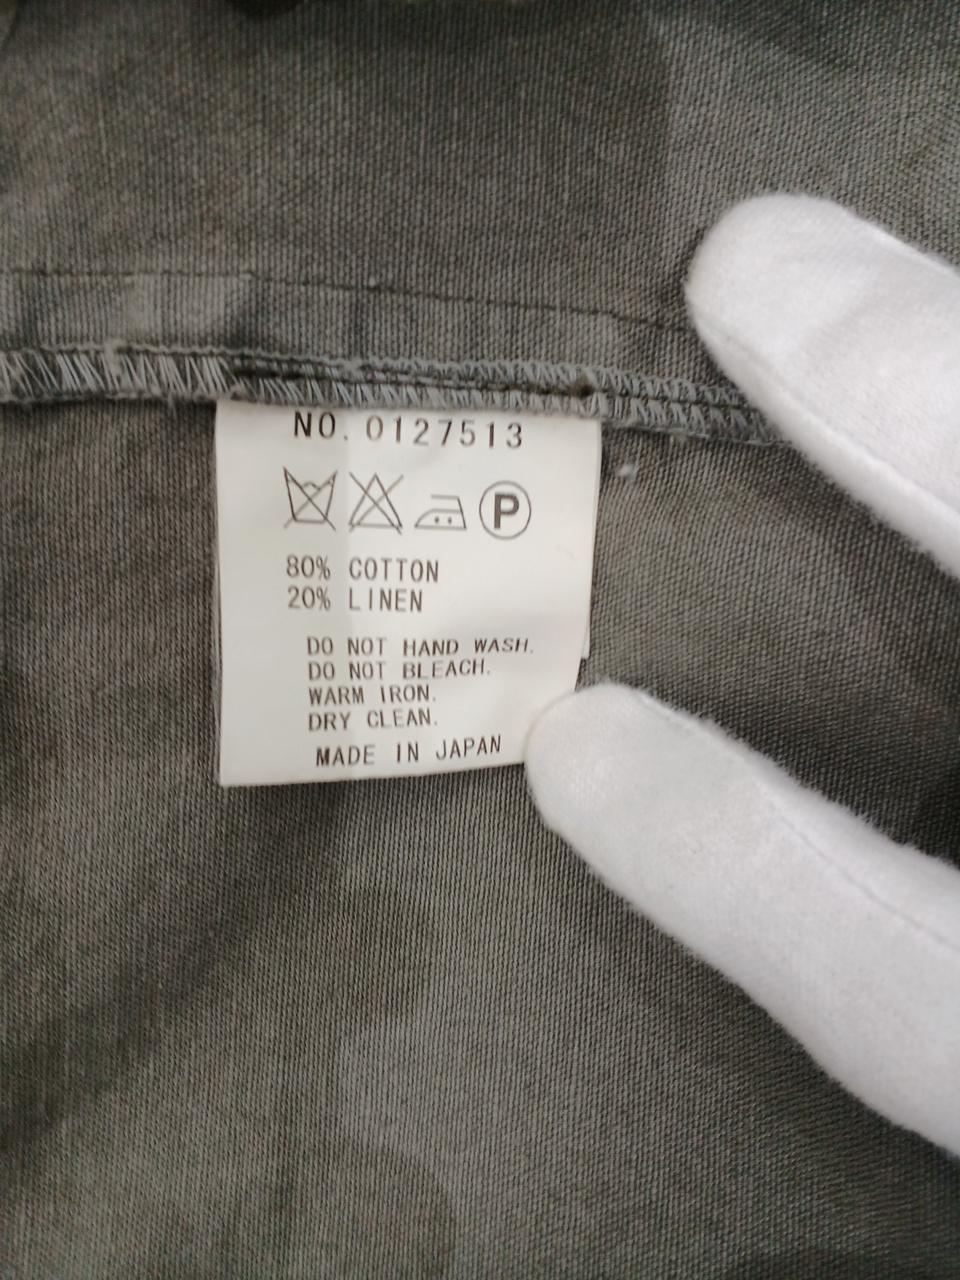 NO. 0127513
P
80% COTTON
20% LINEN
DO NOT HAND WASH.
DO NOT BLEACH.
WARM IRON.
DRY CLEAN.
MADE IN JAPAN